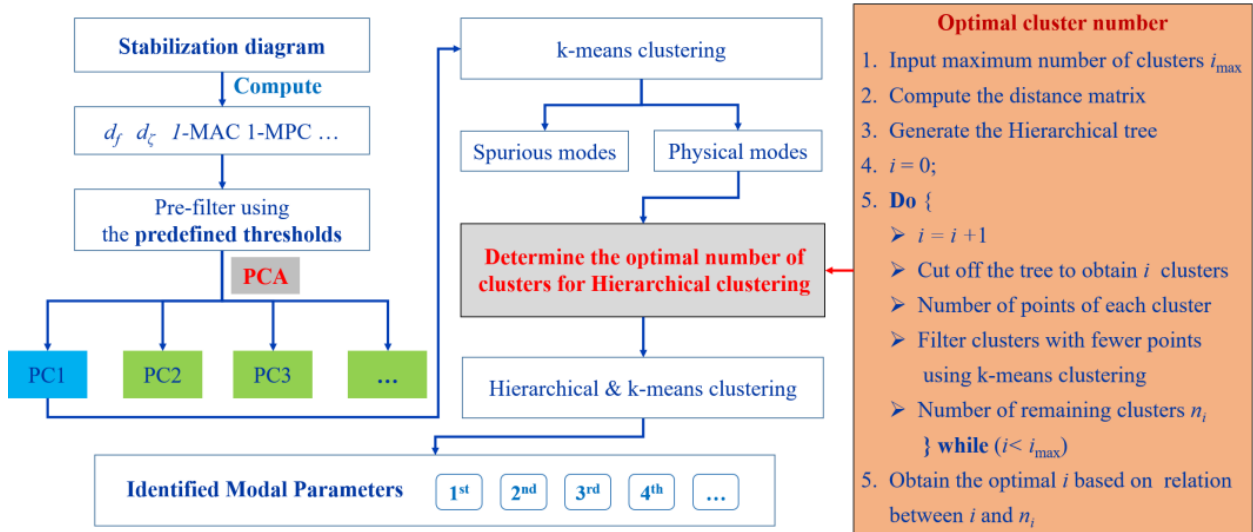 Stabilization diagram
Compute
d_f d_ζ 1-MAC 1-MPC …
Pre-filter using
the predefined thresholds
PCA
PC1
PC2
PC3
…
k-means clustering
Spurious modes
Physical modes
Determine the optimal number of
clusters for Hierarchical clustering
Hierarchical & k-means clustering
Identified Modal Parameters
1st
2nd
3rd
4th
…
Optimal cluster number
1. Input maximum number of clusters i_max
2. Compute the distance matrix
3. Generate the Hierarchical tree
4. i = 0;
5. Do {
➢ i = i +1
➢ Cut off the tree to obtain i clusters
➢ Number of points of each cluster
➢ Filter clusters with fewer points
using k-means clustering
➢ Number of remaining clusters n_i
} while (i< i_max)
5. Obtain the optimal i based on relation
between i and n_i